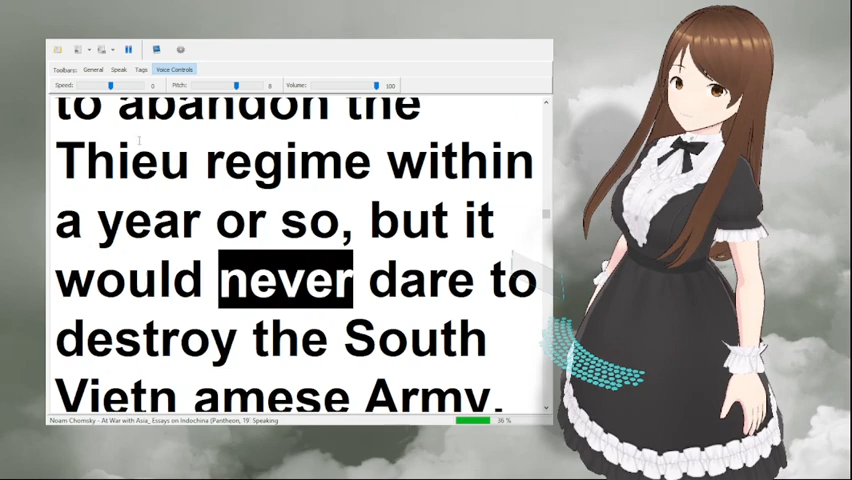 Toolbars: General Speak Tags Voice Controls
Speed: 0 Pitch: 8 Volume: 100
to abandon the
Thieu regime within
a year or so, but it
would never dare to
destroy the South
Vietn amese Army.
Noam Chomsky - At War with Asia_ Essays on Indochina (Pantheon, 19' Speaking 36 %